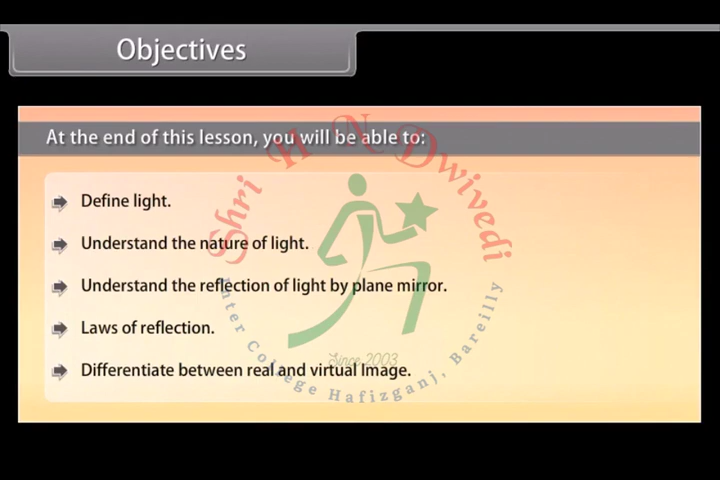 Objectives
At the end of this lesson, you will be able to:
Define light.
Understand the nature of light.
Understand the reflection of light by plane mirror.
Laws of reflection.
Differentiate between real and virtual Image.
Shri H N Dwivedi
Since 2003
Inter College Hafizganj, Bareilly